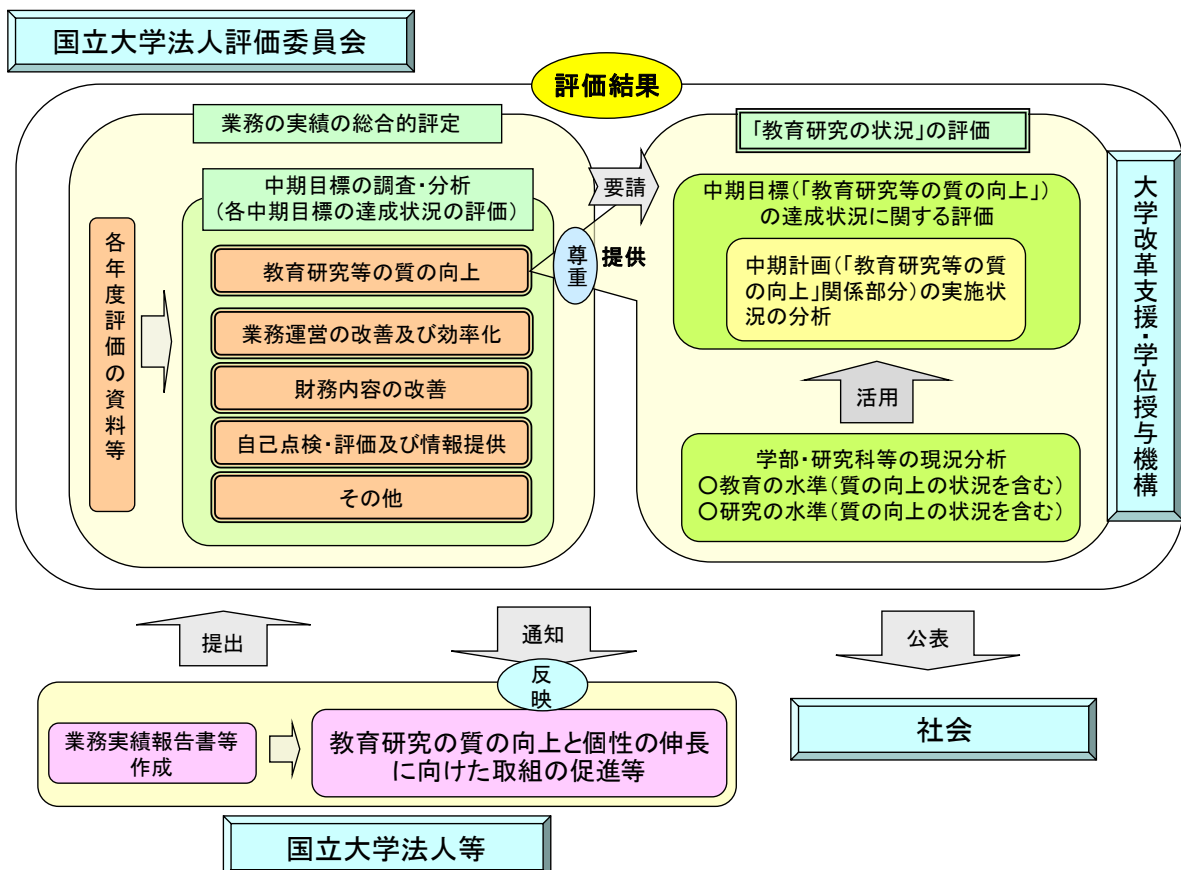 国立大学法人評価委員会
評価結果
業務の実績の総合的評定
中期目標の調査・分析
(各中期目標の達成状況の評価)
各年度評価の資料等
教育研究等の質の向上
業務運営の改善及び効率化
財務内容の改善
自己点検・評価及び情報提供
その他
要請
尊重
提供
「教育研究の状況」の評価
中期目標(「教育研究等の質の向上」)
の達成状況に関する評価
中期計画(「教育研究等の質
の向上」関係部分)の実施状
況の分析
活用
学部・研究科等の現況分析
○教育の水準(質の向上の状況を含む)
○研究の水準(質の向上の状況を含む)
大学改革支援・学位授与機構
提出
通知
公表
反
映
業務実績報告書等
作成
教育研究の質の向上と個性の伸長
に向けた取組の促進等
社会
国立大学法人等